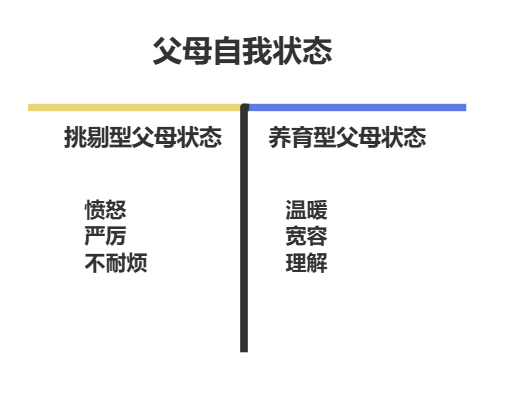 父母自我状态
挑剔型父母状态
愤怒
严厉
不耐烦
养育型父母状态
温暖
宽容
理解